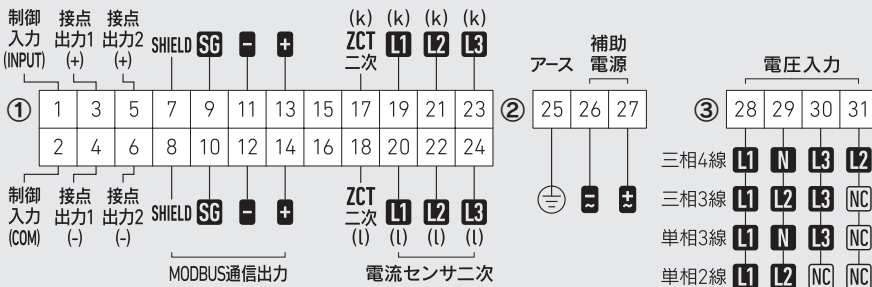 制御 接点 接点
入力 出力1 出力2 SHIELD SG − +
(INPUT) (+) (+)
(k) (k) (k) (k)
ZCT L1 L2 L3
二次
① 1 3 5 7 9 11 13 15 17 19 21 23
2 4 6 8 10 12 14 16 18 20 22 24
制御 接点 接点
入力 出力1 出力2 SHIELD SG − +
(COM) (-) (-)
ZCT L1 L2 L3
二次
(l) (l) (l) (l)
MODBUS通信出力 電流センサ二次
補助
アース 電源
② 25 26 27
− ~ ± ~
電圧入力
③ 28 29 30 31
三相4線 L1 N L3 L2
三相3線 L1 L2 L3 NC
単相3線 L1 N L3 NC
単相2線 L1 L2 NC NC